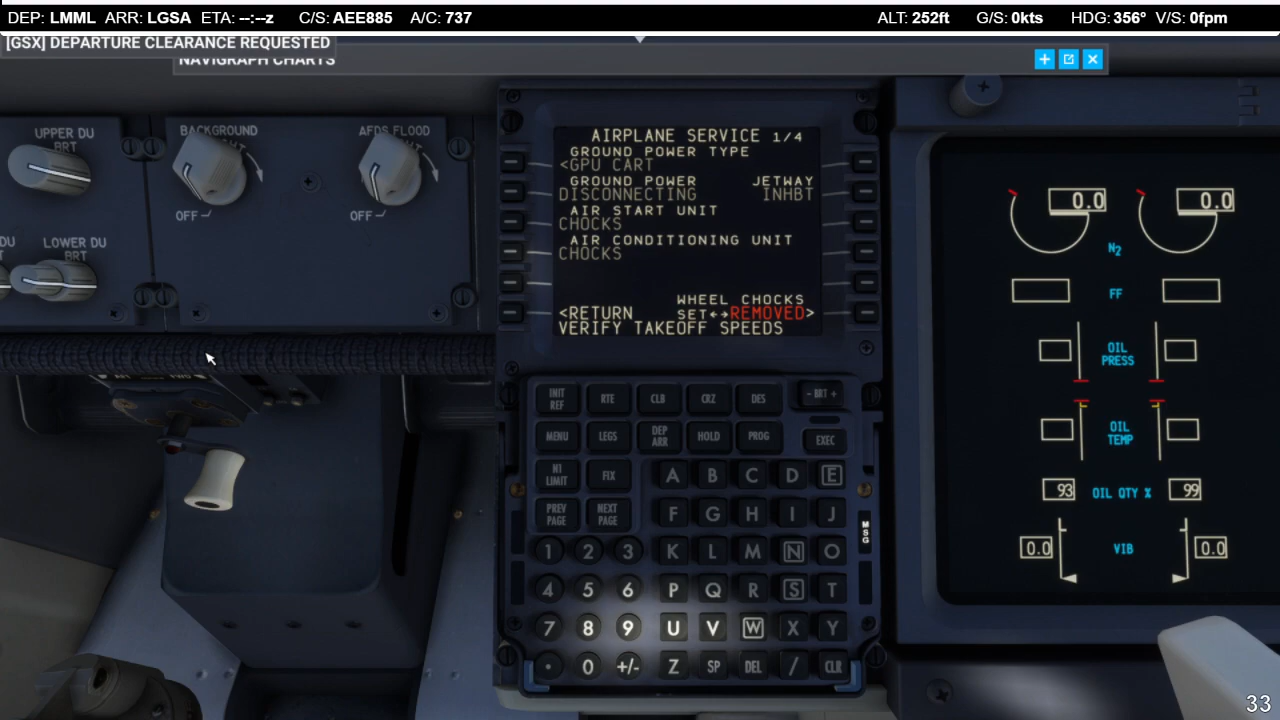 DEP: LMML ARR: LGSA ETA: --:--z C/S: AEE885 A/C: 737 ALT: 252ft G/S: 0kts HDG: 356° V/S: 0fpm
[GSX] DEPARTURE CLEARANCE REQUESTED
NAVIGRAPH CHARTS
UPPER DU
BRT
BACKGROUND
AFDS FLOOD
OFF
OFF
DU
LOWER DU
BRT
AIRPLANE SERVICE 1/4
GROUND POWER TYPE
<GPU CART
GROUND POWER JETWAY
DISCONNECTING INHBT
AIR START UNIT
CHOCKS
AIR CONDITIONING UNIT
CHOCKS
WHEEL CHOCKS
<RETURN SET←→REMOVED>
VERIFY TAKEOFF SPEEDS
INIT REF RTE CLB CRZ DES - BRT +
MENU LEGS DEP ARR HOLD PROG EXEC
N1 LIMIT FIX A B C D E
PREV PAGE NEXT PAGE F G H I J
MSG
1 2 3 K L M N O
4 5 6 P Q R S T
7 8 9 U V W X Y
. 0 +/- Z SP DEL / CLR
0.0 0.0
N2
FF
OIL PRESS
OIL TEMP
93 OIL QTY % 99
0.0 VIB 0.0
33